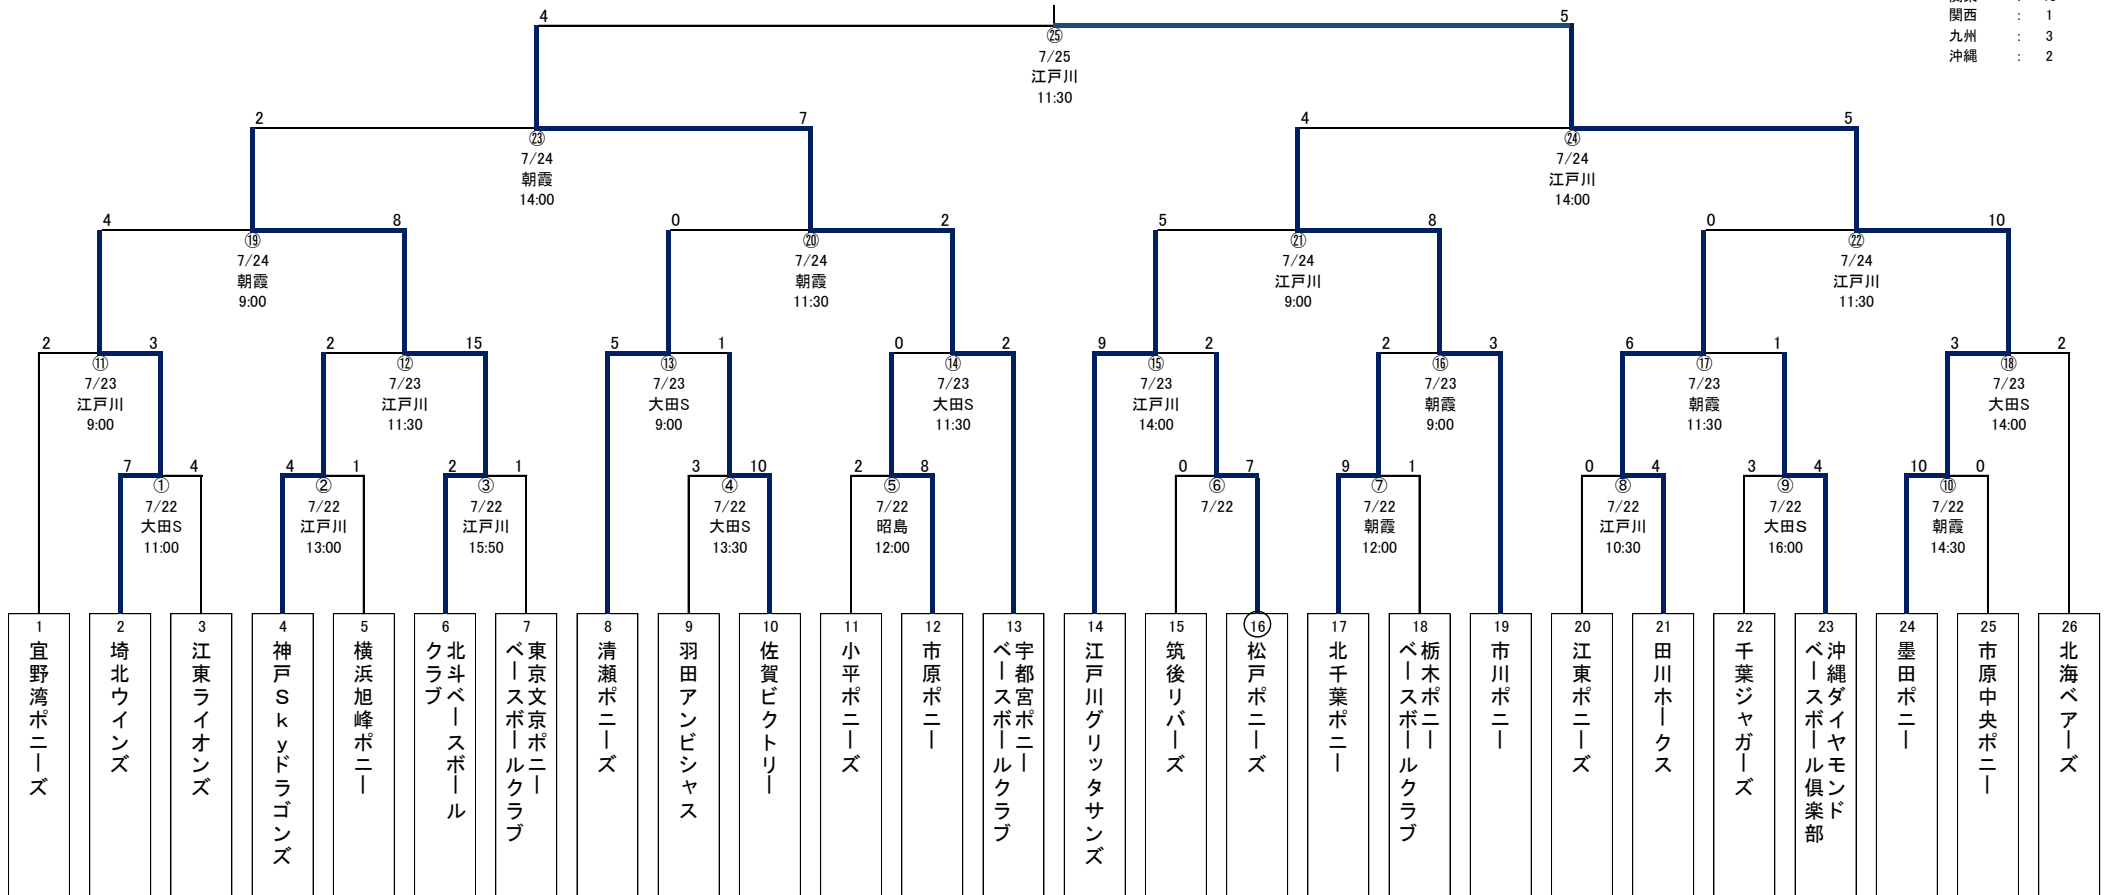 関西 ： 1
九州 ： 3
沖縄 ： 2
4 5
㉕
7/25
江戸川
11:30
2 7 4 5
㉓ ㉔
7/24 7/24
朝霞 江戸川
14:00 14:00
4 8 0 2 5 8 0 10
⑲ ⑳ ㉑ ㉒
7/24 7/24 7/24 7/24
朝霞 朝霞 江戸川 江戸川
9:00 11:30 9:00 11:30
2 3 2 15 5 1 0 2 9 2 2 3 6 1 3 2
⑪ ⑫ ⑬ ⑭ ⑮ ⑯ ⑰ ⑱
7/23 7/23 7/23 7/23 7/23 7/23 7/23 7/23
江戸川 江戸川 大田S 大田S 江戸川 朝霞 朝霞 大田S
9:00 11:30 9:00 11:30 14:00 9:00 11:30 14:00
7 4 4 1 2 1 3 10 2 8 0 7 9 1 0 4 3 4 10 0
① ② ③ ④ ⑤ ⑥ ⑦ ⑧ ⑨ ⑩
7/22 7/22 7/22 7/22 7/22 7/22 7/22 7/22 7/22 7/22
大田S 江戸川 江戸川 大田S 昭島 朝霞 江戸川 大田S 朝霞
11:00 13:00 15:50 13:30 12:00 12:00 10:30 16:00 14:30
1
宜野湾ポニーズ
2
埼北ウインズ
3
江東ライオンズ
4
神戸Skyドラゴンズ
5
横浜旭峰ポニー
6
北斗ベースボール
クラブ
7
東京文京ポニー
ベースボールクラブ
8
清瀬ポニーズ
9
羽田アンビシャス
10
佐賀ビクトリー
11
小平ポニーズ
12
市原ポニー
13
宇都宮ポニー
ベースボールクラブ
14
江戸川グリッタサンズ
15
筑後リバーズ
16
松戸ポニーズ
17
北千葉ポニー
18
栃木ポニー
ベースボールクラブ
19
市川ポニー
20
江東ポニーズ
21
田川ホークス
22
千葉ジャガーズ
23
沖縄ダイヤモンド
ベースボール倶楽部
24
墨田ポニー
25
市原中央ポニー
26
北海ベアーズ